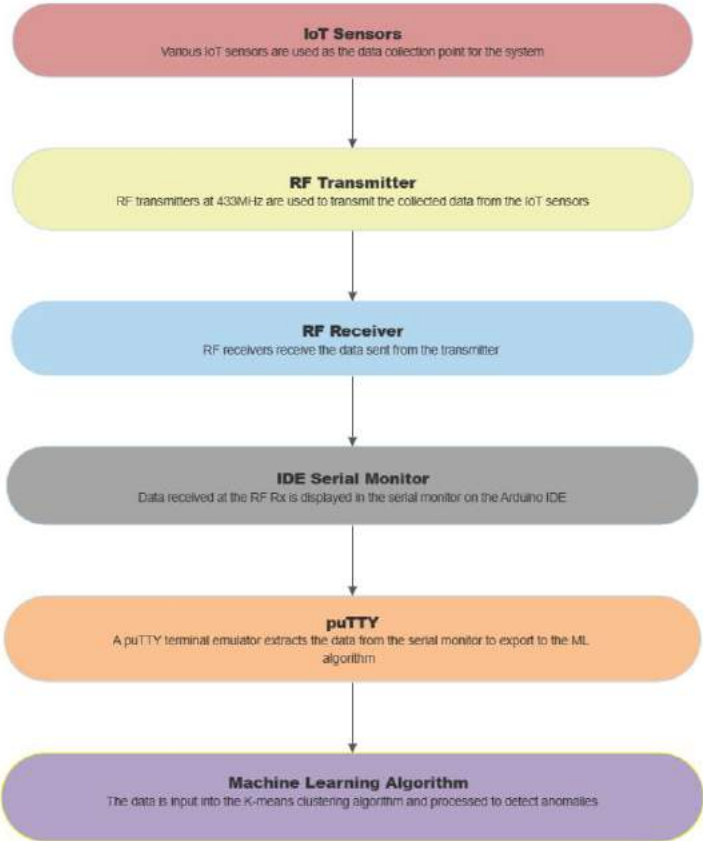 IoT Sensors
Various IoT sensors are used as the data collection point for the system
RF Transmitter
RF transmitters at 433MHz are used to transmit the collected data from the IoT sensors
RF Receiver
RF receivers receive the data sent from the transmitter
IDE Serial Monitor
Data received at the RF Rx is displayed in the serial monitor on the Arduino IDE
puTTY
A puTTY terminal emulator extracts the data from the serial monitor to export to the ML
algorithm
Machine Learning Algorithm
The data is input into the K-means clustering algorithm and processed to detect anomalies